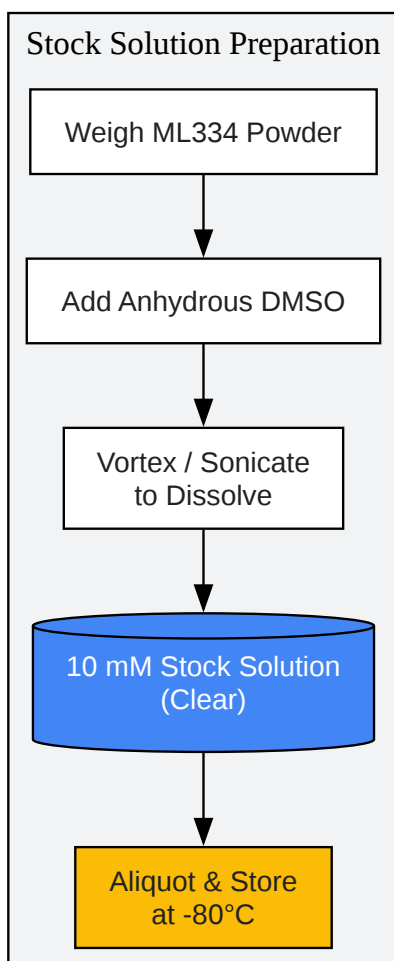 Stock Solution Preparation
Weigh ML334 Powder
Add Anhydrous DMSO
Vortex / Sonicate
to Dissolve
10 mM Stock Solution
(Clear)
Aliquot & Store
at -80°C